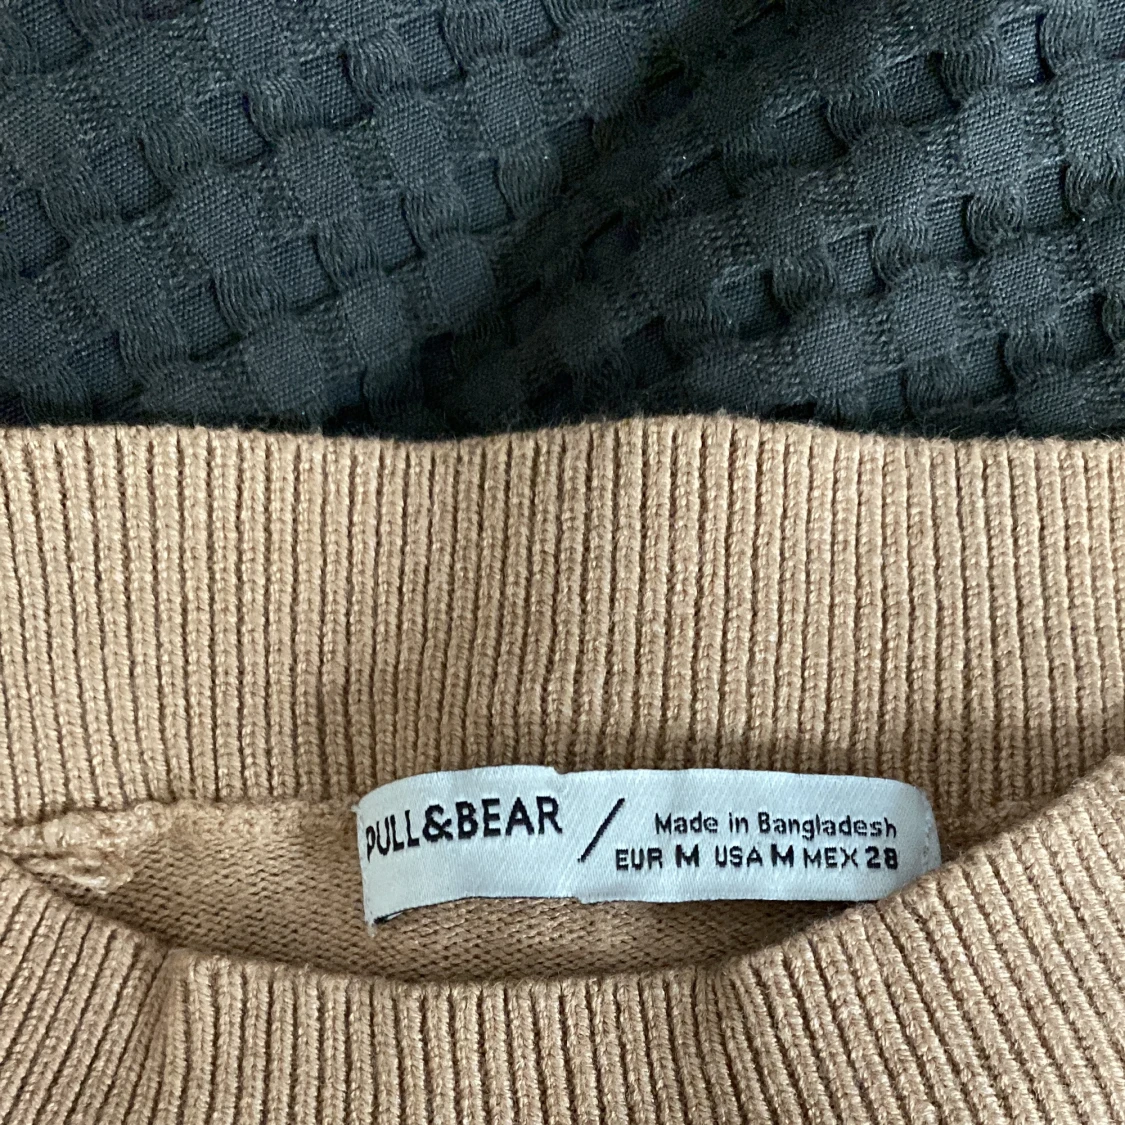 PULL&BEAR /
Made in Bangladesh
EUR M USA M MEX 28